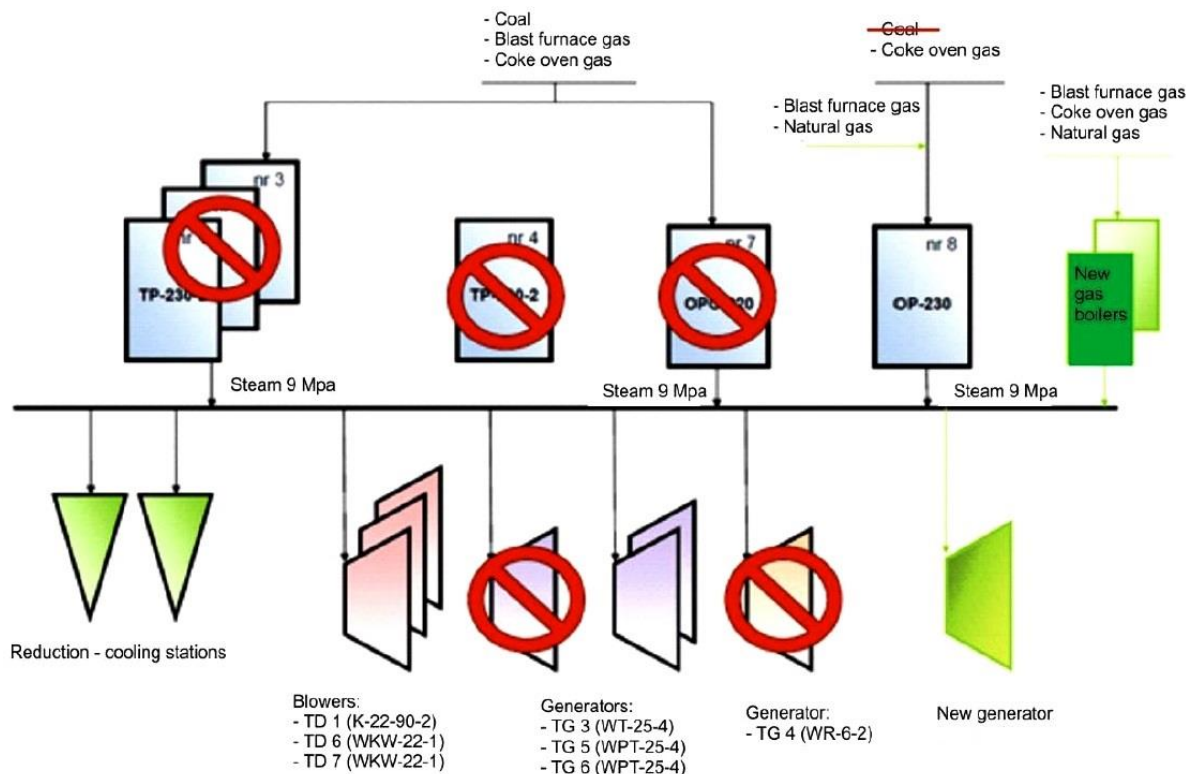 - Coal
- Blast furnace gas
- Coke oven gas
- Coal
- Coke oven gas
- Blast furnace gas
- Natural gas
- Blast furnace gas
- Coke oven gas
- Natural gas
nr 3
nr
TP-230-
nr 4
nr 7
nr 8
OP-230
New
gas
boilers
Steam 9 Mpa
Steam 9 Mpa
Steam 9 Mpa
Reduction - cooling stations
Blowers:
- TD 1 (K-22-90-2)
- TD 6 (WKW-22-1)
- TD 7 (WKW-22-1)
Generators:
- TG 3 (WT-25-4)
- TG 5 (WPT-25-4)
- TG 6 (WPT-25-4)
Generator:
- TG 4 (WR-6-2)
New generator